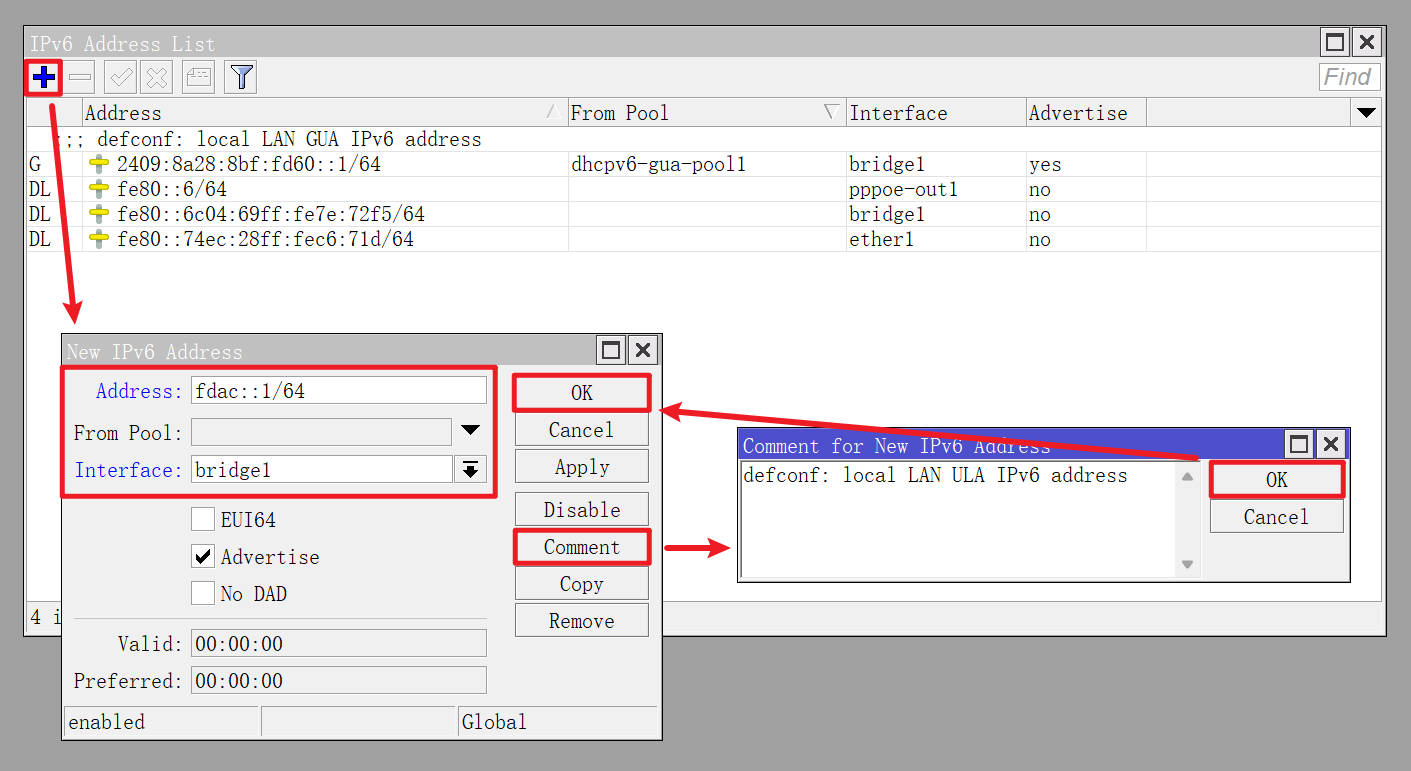 IPv6 Address List
Find
Address From Pool Interface Advertise
;;; defconf: local LAN GUA IPv6 address
G 2409:8a28:8bf:fd60::1/64 dhcpv6-gua-pool1 bridge1 yes
DL fe80::6/64 pppoe-out1 no
DL fe80::6c04:69ff:fe7e:72f5/64 bridge1 no
DL fe80::74ec:28ff:fec6:71d/64 ether1 no
4 i
New IPv6 Address
Address: fdac::1/64
From Pool:
Interface: bridge1
EUI64
Advertise
No DAD
Valid: 00:00:00
Preferred: 00:00:00
enabled Global
OK
Cancel
Apply
Disable
Comment
Copy
Remove
Comment for New IPv6 Address
defconf: local LAN ULA IPv6 address
OK
Cancel